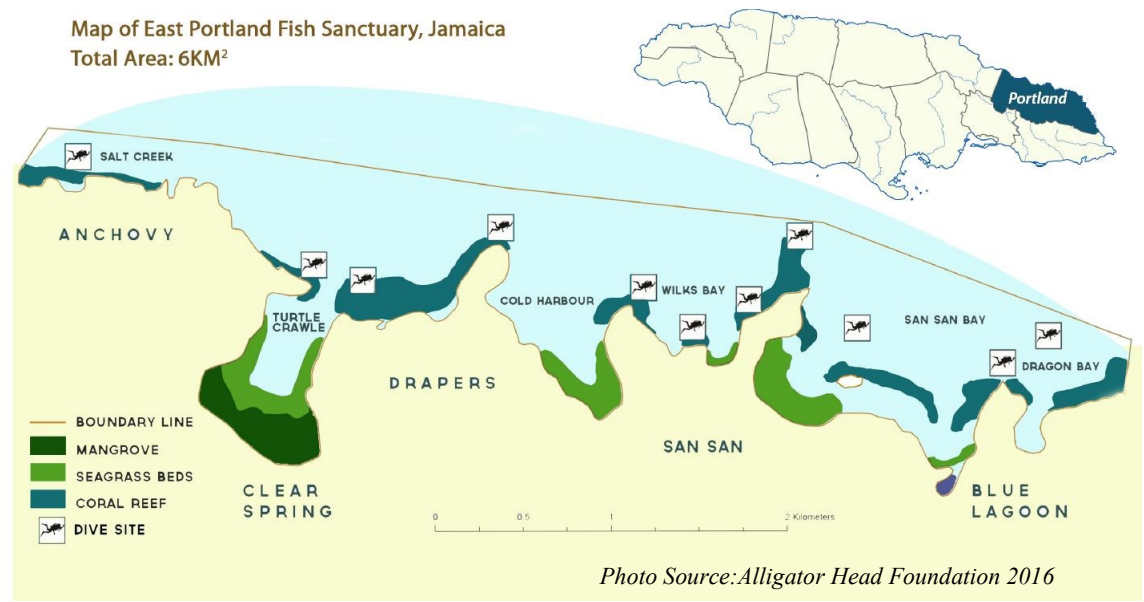 Map of East Portland Fish Sanctuary, Jamaica
Total Area: 6KM²
Portland
SALT CREEK
ANCHOVY
TURTLE
CRAWLE
COLD HARBOUR
WILKS BAY
SAN SAN BAY
DRAGON BAY
DRAPERS
SAN SAN
CLEAR
SPRING
BLUE
LAGOON
BOUNDARY LINE
MANGROVE
SEAGRASS BEDS
CORAL REEF
DIVE SITE
0 0.5 1 2 Kilometers
Photo Source:Alligator Head Foundation 2016